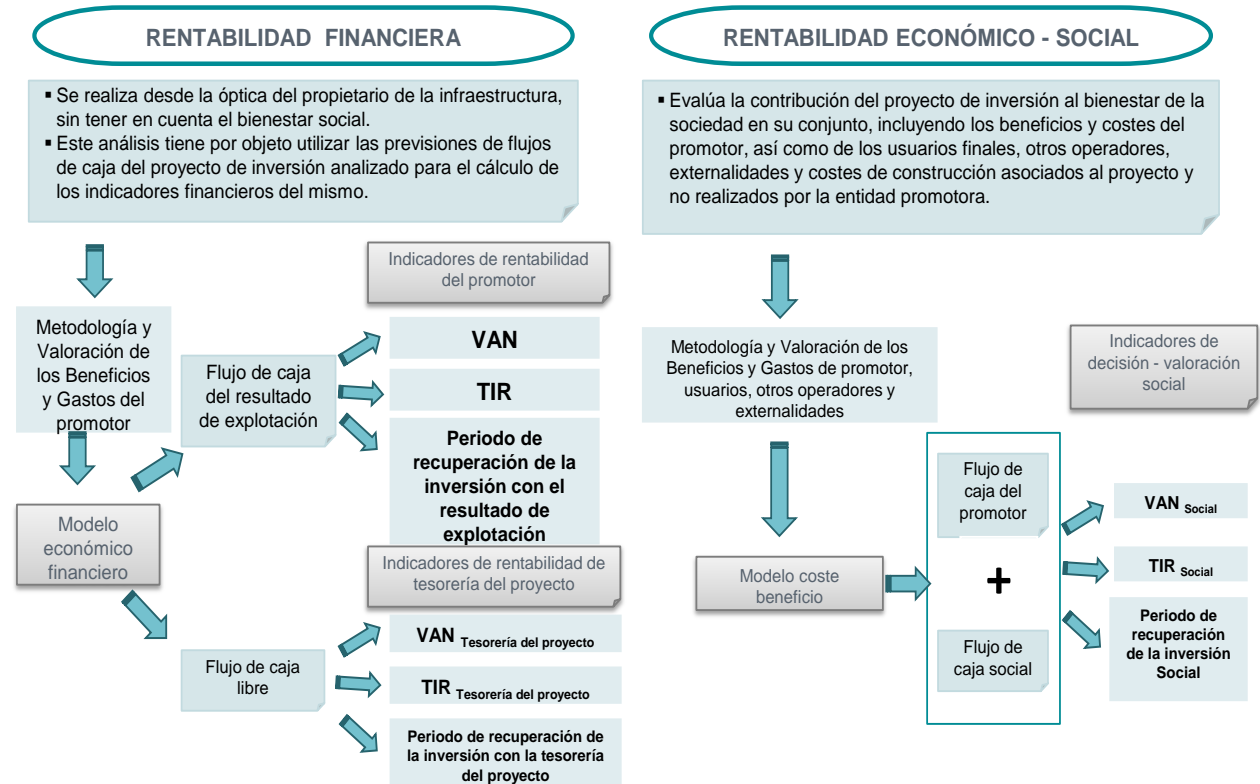 RENTABILIDAD FINANCIERA
▪ Se realiza desde la óptica del propietario de la infraestructura,
sin tener en cuenta el bienestar social.
▪ Este análisis tiene por objeto utilizar las previsiones de flujos
de caja del proyecto de inversión analizado para el cálculo de
los indicadores financieros del mismo.
Indicadores de rentabilidad
del promotor
Metodología y
Valoración de
los Beneficios
y Gastos del
promotor
Flujo de caja
del resultado
de explotación
VAN
TIR
Periodo de
recuperación de la
inversión con el
resultado de
explotación
Modelo
económico
financiero
Indicadores de rentabilidad de
tesorería del proyecto
Flujo de caja
libre
VAN Tesorería del proyecto
TIR Tesorería del proyecto
Periodo de recuperación de
la inversión con la tesorería
del proyecto
RENTABILIDAD ECONÓMICO - SOCIAL
▪ Evalúa la contribución del proyecto de inversión al bienestar de la
sociedad en su conjunto, incluyendo los beneficios y costes del
promotor, así como de los usuarios finales, otros operadores,
externalidades y costes de construcción asociados al proyecto y
no realizados por la entidad promotora.
Metodología y Valoración de los
Beneficios y Gastos de promotor,
usuarios, otros operadores y
externalidades
Indicadores de
decisión - valoración
social
Modelo coste
beneficio
Flujo de
caja del
promotor
+
Flujo de
caja social
VAN Social
TIR Social
Periodo de
recuperación
de la inversión
Social